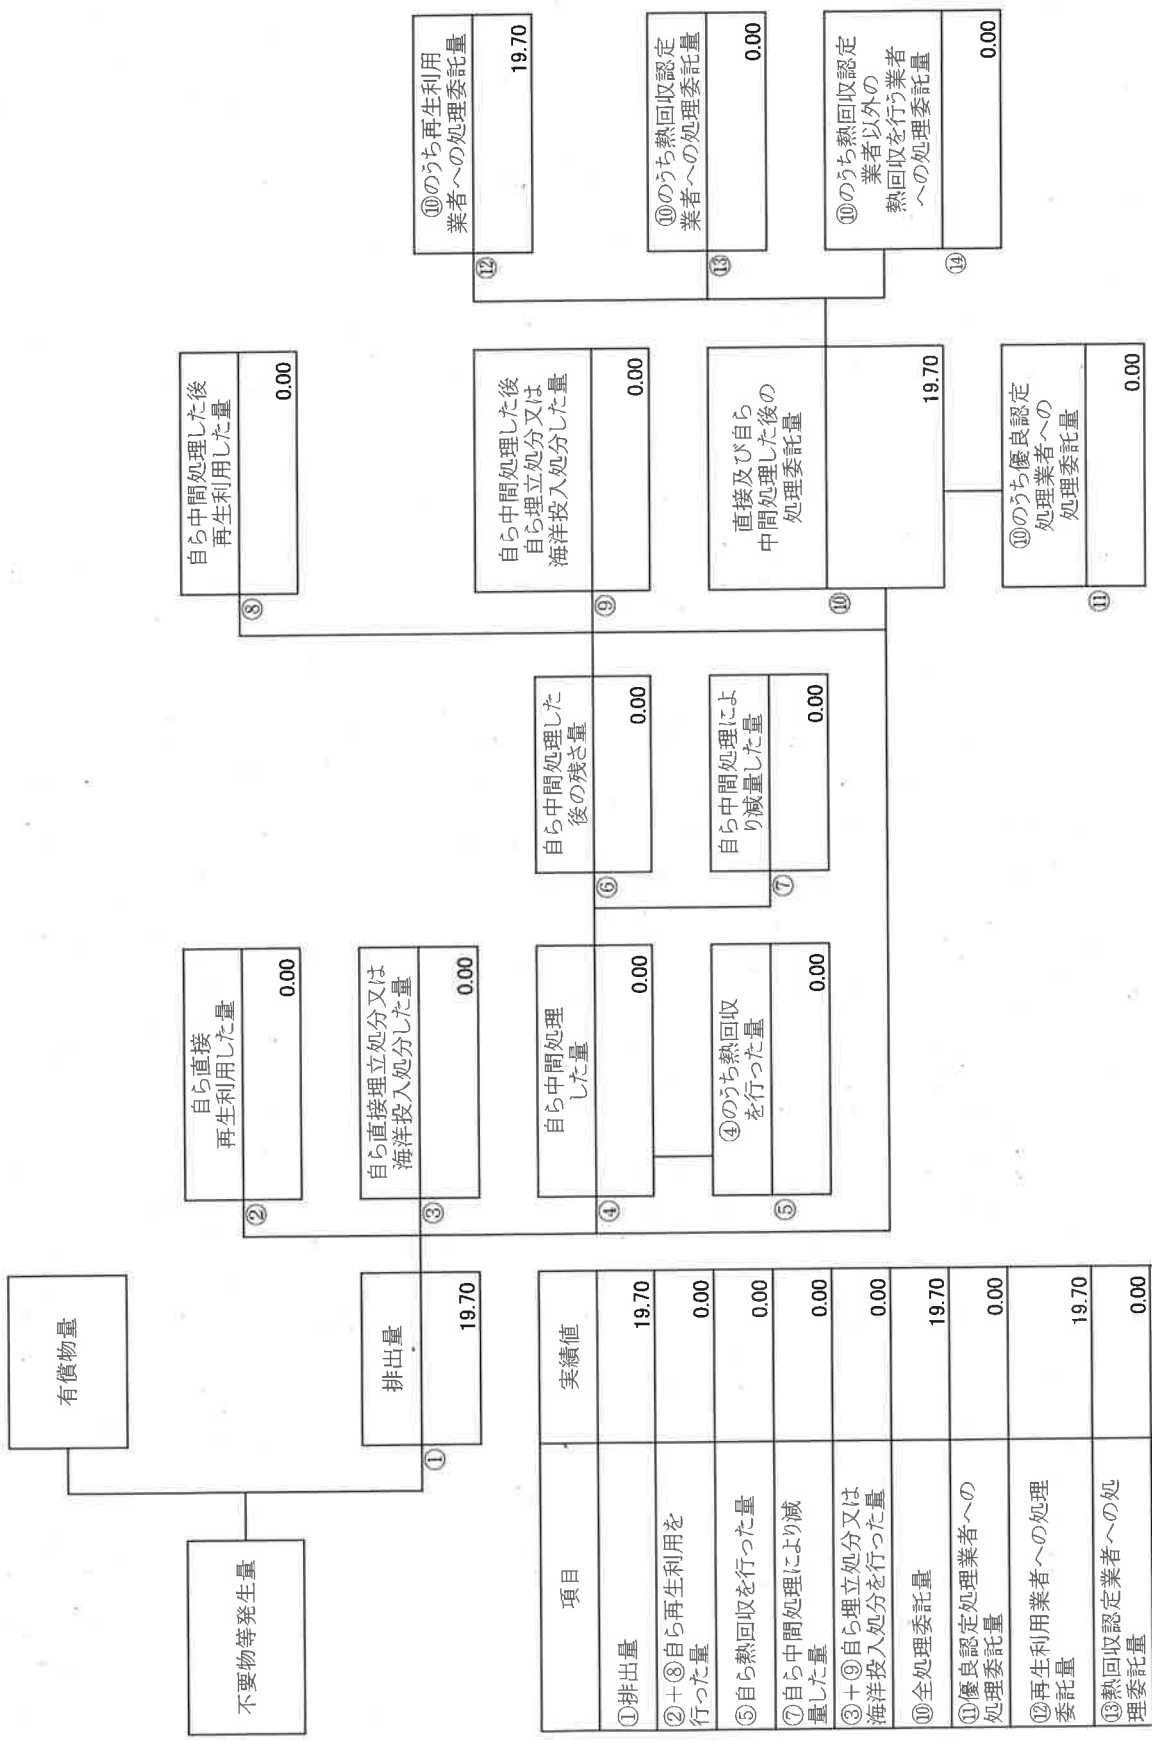 有償物量
不要物等発生量
排出量
①
19.70
自ら直接
再生利用した量
②
0.00
自ら直接埋立処分又は
海洋投入処分した量
③
0.00
自ら中間処理
した量
④
0.00
④のうち熱回収
を行った量
⑤
0.00
自ら中間処理した
後の残さ量
⑥
0.00
自ら中間処理によ
り減量した量
⑦
0.00
自ら中間処理した後
再生利用した量
⑧
0.00
自ら中間処理した後
自ら埋立処分又は
海洋投入処分した量
⑨
0.00
直接及び自ら
中間処理した後の
処理委託量
⑩
19.70
⑩のうち優良認定
処理業者への
処理委託量
⑪
0.00
⑩のうち再生利用
業者への処理委託量
⑫
19.70
⑩のうち熱回収認定
業者への処理委託量
⑬
0.00
⑩のうち熱回収認定
業者以外の
熱回収を行う業者
への処理委託量
⑭
0.00
項目 実績値
①排出量 19.70
②+⑧自ら再生利用を
行った量 0.00
⑤自ら熱回収を行った量 0.00
⑦自ら中間処理により減
量した量 0.00
③+⑨自ら埋立処分又は
海洋投入処分を行った量 0.00
⑩全処理委託量 19.70
⑪優良認定処理業者への
処理委託量 0.00
⑫再生利用業者への処理
委託量 19.70
⑬熱回収認定業者への処
理委託量 0.00